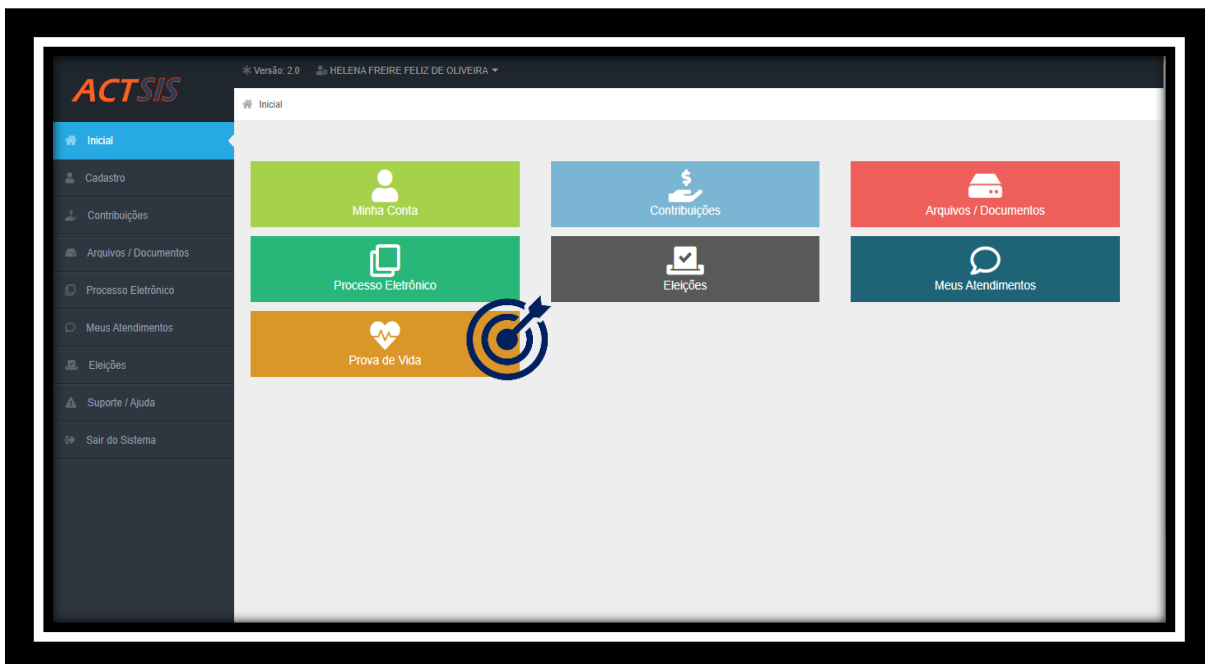 ACTSIS
Versão: 2.0 HELENA FREIRE FELIZ DE OLIVEIRA
Inicial
Inicial
Cadastro
Contribuições
Arquivos / Documentos
Processo Eletrônico
Meus Atendimentos
Eleições
Suporte / Ajuda
Sair do Sistema
Minha Conta
Contribuições
Arquivos / Documentos
Processo Eletrônico
Eleições
Meus Atendimentos
Prova de Vida